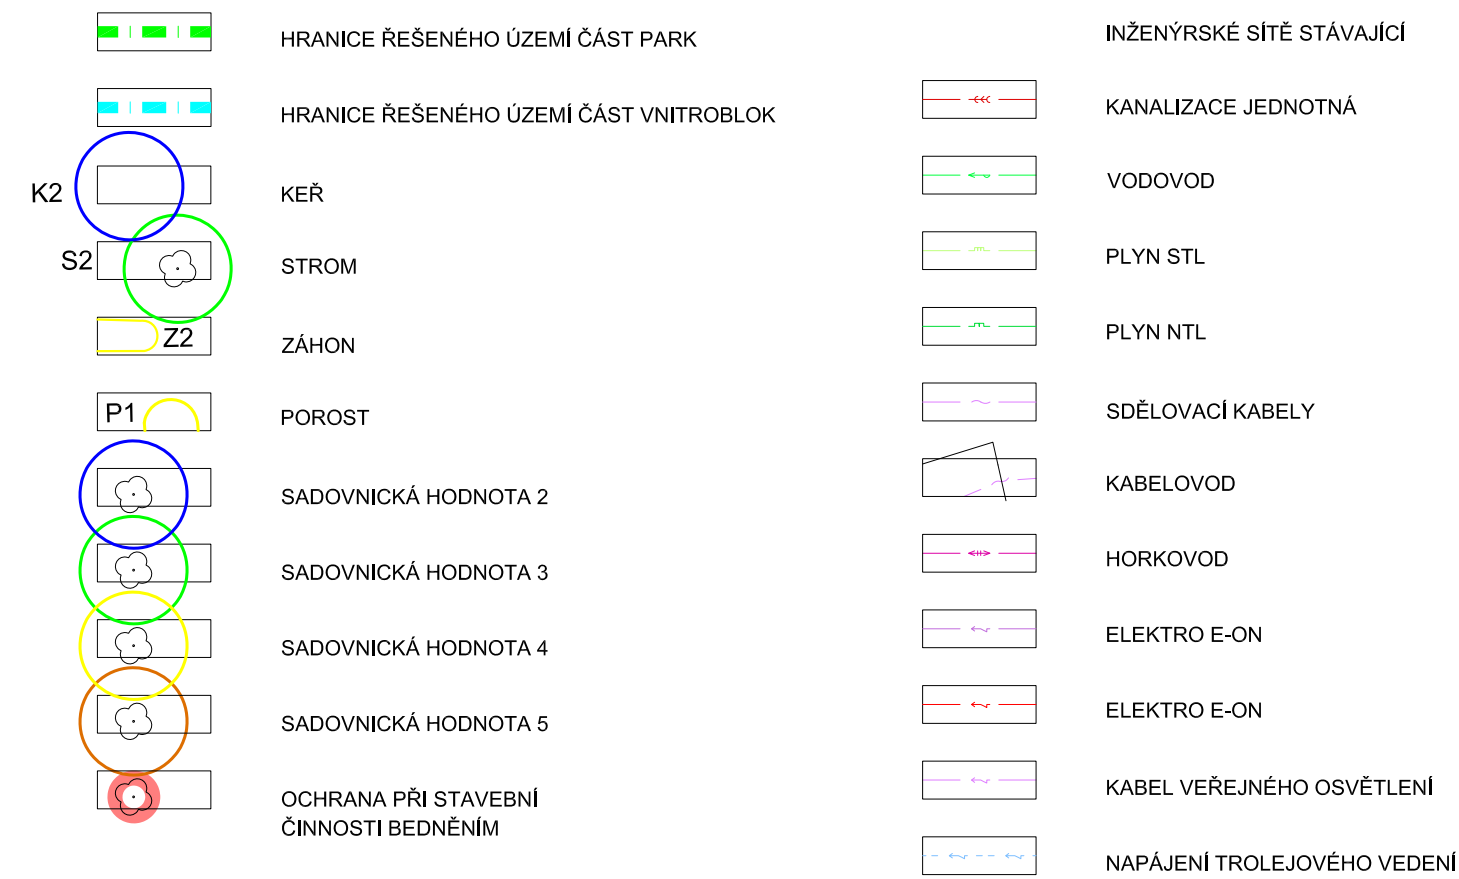 HRANICE ŘEŠENÉHO ÚZEMÍ ČÁST PARK
HRANICE ŘEŠENÉHO ÚZEMÍ ČÁST VNITROBLOK
K2
KEŘ
S2
STROM
Z2
ZÁHON
P1
POROST
SADOVNICKÁ HODNOTA 2
SADOVNICKÁ HODNOTA 3
SADOVNICKÁ HODNOTA 4
SADOVNICKÁ HODNOTA 5
OCHRANA PŘI STAVEBNÍ
ČINNOSTI BEDNĚNÍM
INŽENÝRSKÉ SÍTĚ STÁVAJÍCÍ
KANALIZACE JEDNOTNÁ
VODOVOD
PLYN STL
PLYN NTL
SDĚLOVACÍ KABELY
KABELOVOD
HORKOVOD
ELEKTRO E-ON
ELEKTRO E-ON
KABEL VEŘEJNÉHO OSVĚTLENÍ
NAPÁJENÍ TROLEJOVÉHO VEDENÍ